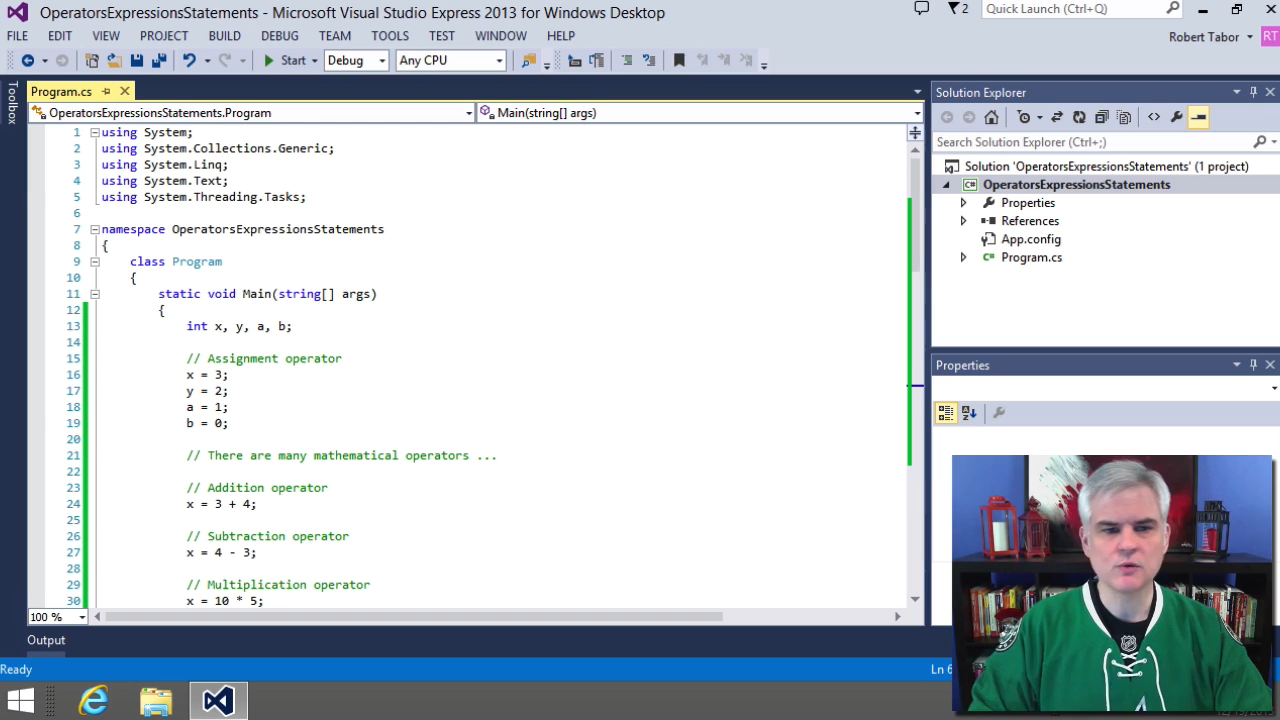 OperatorsExpressionsStatements - Microsoft Visual Studio Express 2013 for Windows Desktop
2
Quick Launch (Ctrl+Q)
FILE EDIT VIEW PROJECT BUILD DEBUG TEAM TOOLS TEST WINDOW HELP
Robert Tabor
RT
Start
Debug
Any CPU
Toolbox
Program.cs
OperatorsExpressionsStatements.Program
Main(string[] args)
1 using System;
2 using System.Collections.Generic;
3 using System.Linq;
4 using System.Text;
5 using System.Threading.Tasks;
6
7 namespace OperatorsExpressionsStatements
8 {
9 class Program
10 {
11 static void Main(string[] args)
12 {
13 int x, y, a, b;
14
15 // Assignment operator
16 x = 3;
17 y = 2;
18 a = 1;
19 b = 0;
20
21 // There are many mathematical operators ...
22
23 // Addition operator
24 x = 3 + 4;
25
26 // Subtraction operator
27 x = 4 - 3;
28
29 // Multiplication operator
30 x = 10 * 5;
100 %
Output
Ready
Ln 6
Solution Explorer
Search Solution Explorer (Ctrl+;)
Solution 'OperatorsExpressionsStatements' (1 project)
C# OperatorsExpressionsStatements
Properties
References
App.config
C# Program.cs
Properties